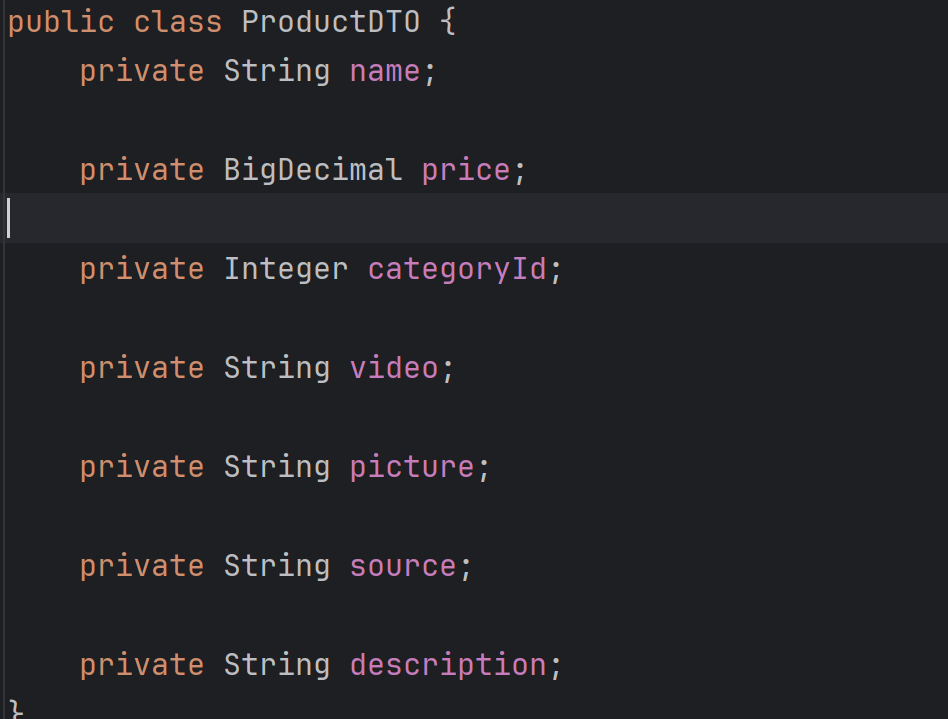 public class ProductDTO {
private String name;
private BigDecimal price;
private Integer categoryId;
private String video;
private String picture;
private String source;
private String description;
}